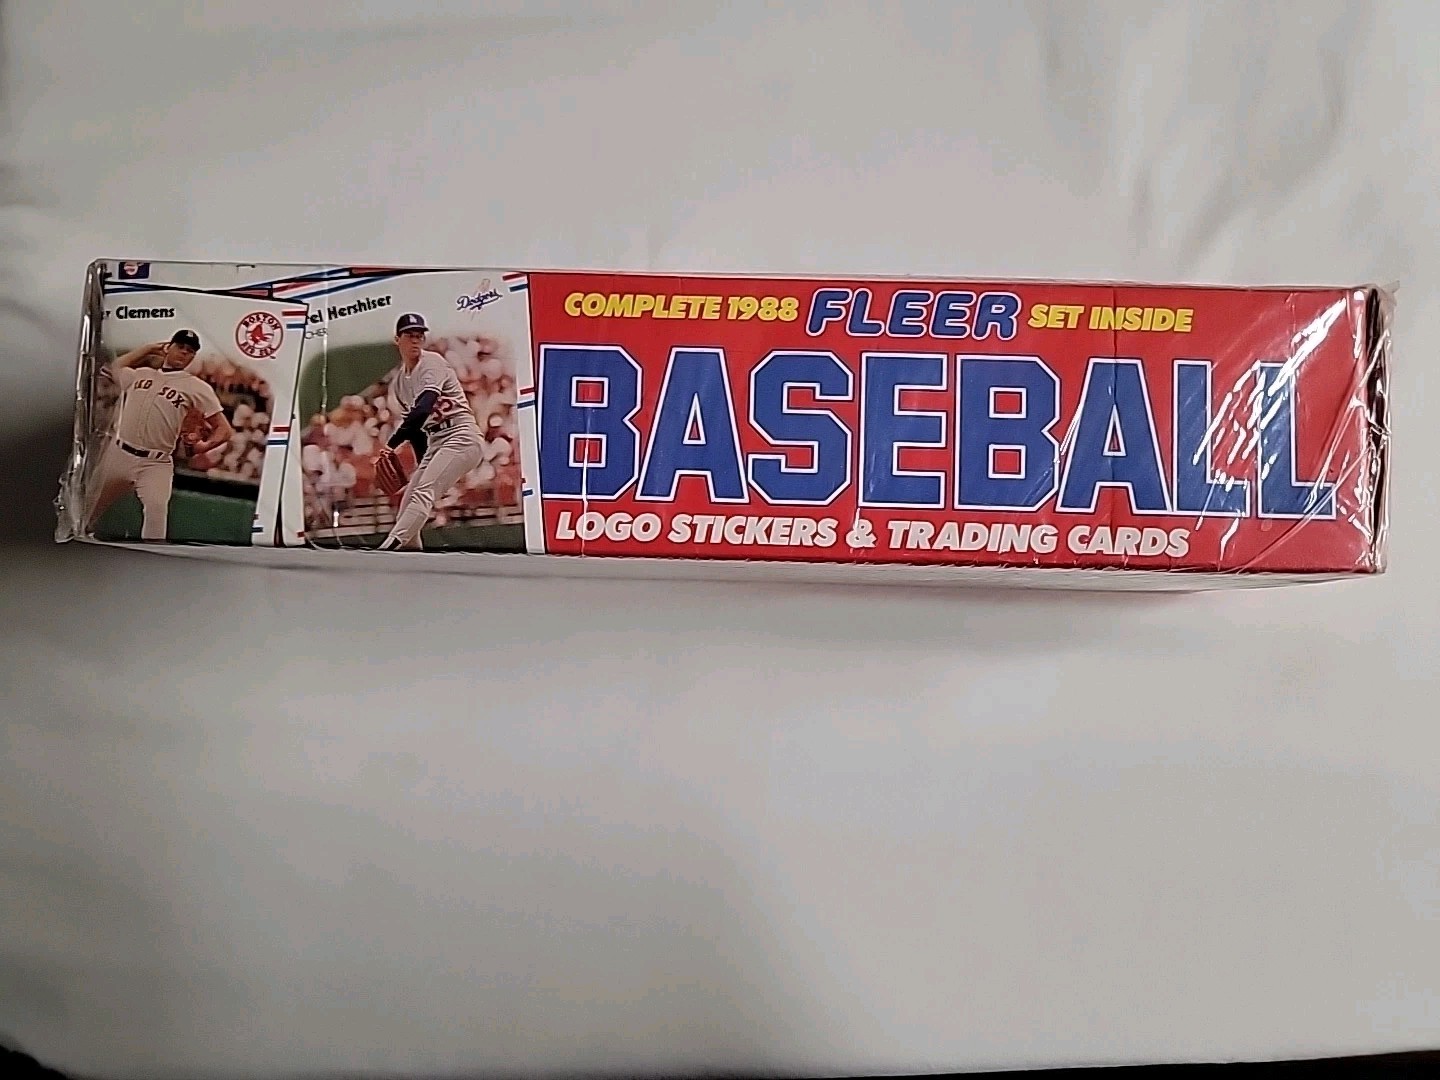 Clemens
BOSTON
RED SOX
RED SOX
Hershiser
Dodgers
COMPLETE 1988 FLEER SET INSIDE
BASEBALL
LOGO STICKERS & TRADING CARDS